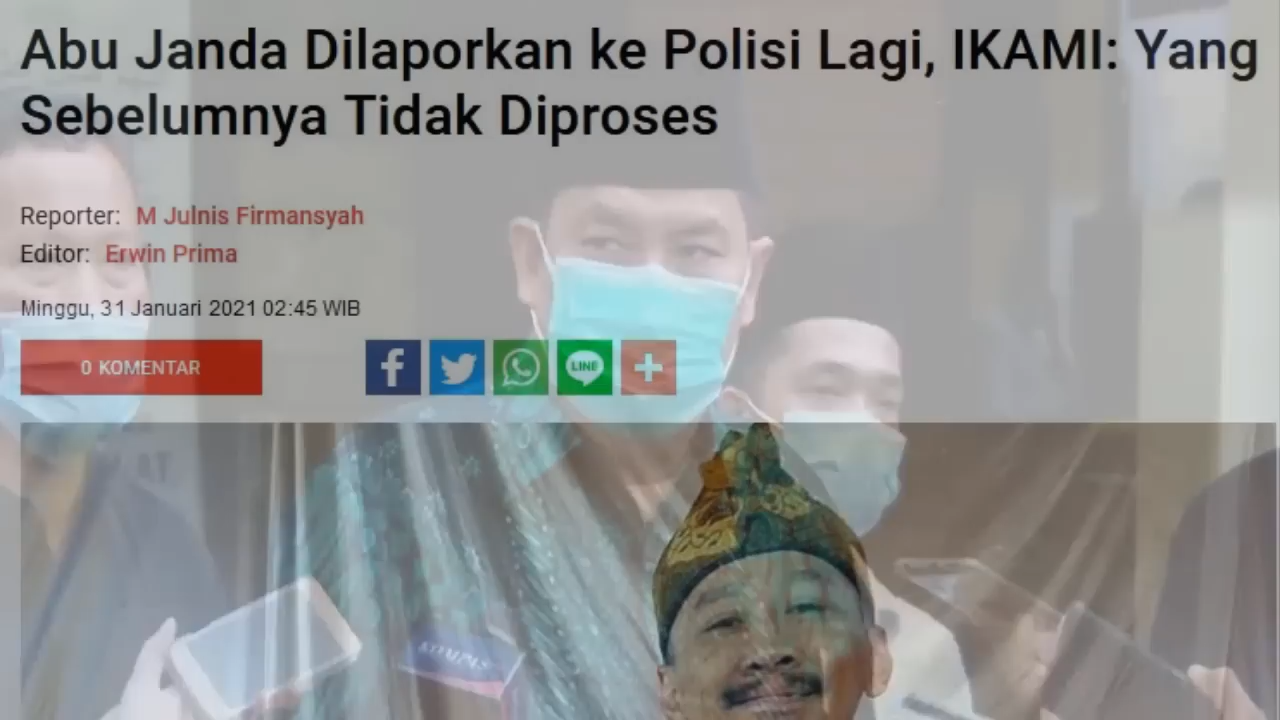 Abu Janda Dilaporkan ke Polisi Lagi, IKAMI: Yang
Sebelumnya Tidak Diproses
Reporter: M Julnis Firmansyah
Editor: Erwin Prima
Minggu, 31 Januari 2021 02:45 WIB
0 KOMENTAR
LINE
KOMPAS